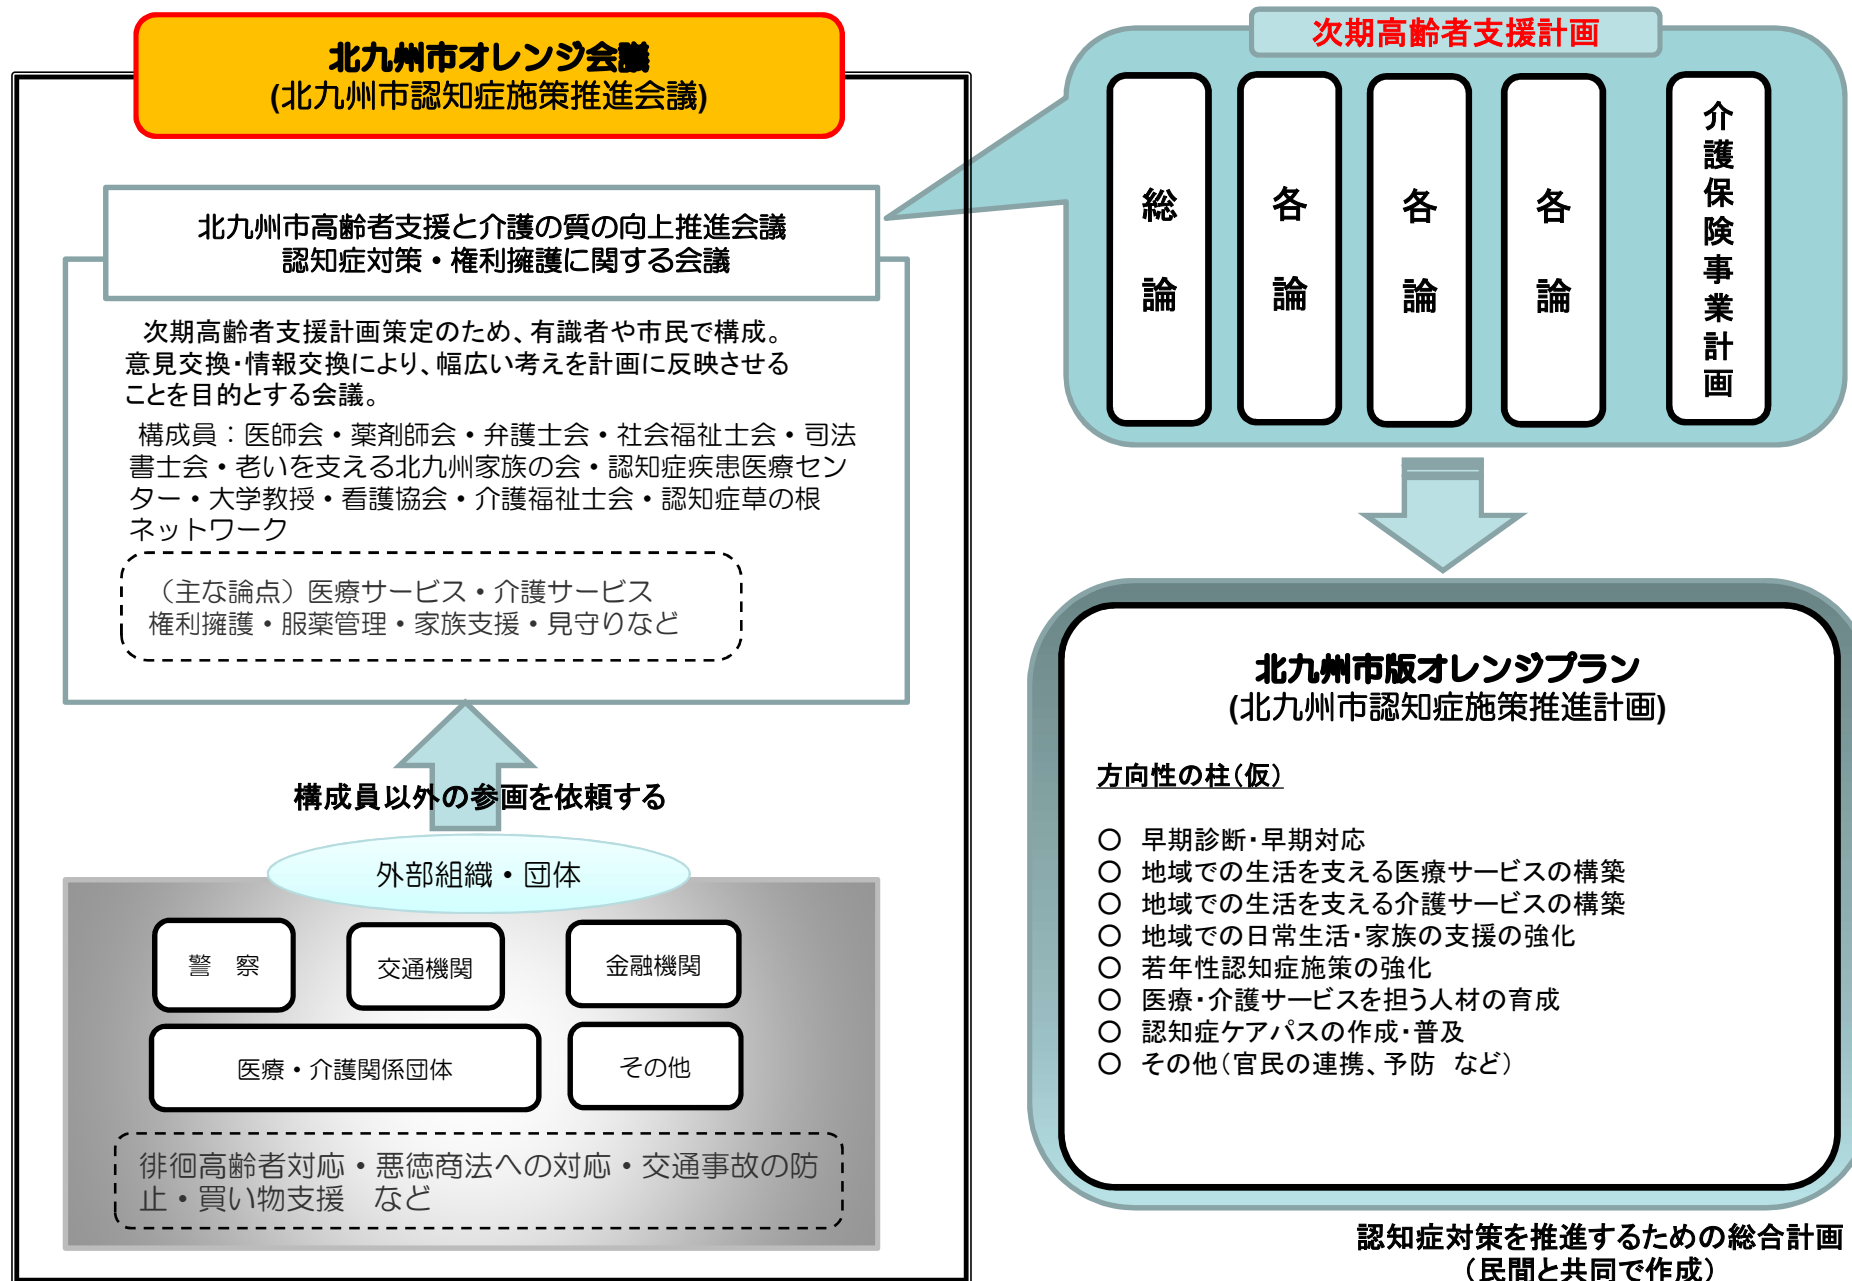 北九州市オレンジ会議
(北九州市認知症施策推進会議)
北九州市高齢者支援と介護の質の向上推進会議
認知症対策・権利擁護に関する会議
次期高齢者支援計画策定のため、有識者や市民で構成。
意見交換・情報交換により、幅広い考えを計画に反映させる
ことを目的とする会議。
構成員：医師会・薬剤師会・弁護士会・社会福祉士会・司法
書士会・老いを支える北九州家族の会・認知症疾患医療セン
ター・大学教授・看護協会・介護福祉士会・認知症草の根
ネットワーク
（主な論点）医療サービス・介護サービス
権利擁護・服薬管理・家族支援・見守りなど
構成員以外の参画を依頼する
外部組織・団体
警　察
交通機関
金融機関
医療・介護関係団体
その他
徘徊高齢者対応・悪徳商法への対応・交通事故の防
止・買い物支援　など
次期高齢者支援計画
総論
各論
各論
各論
介護保険事業計画
北九州市版オレンジプラン
(北九州市認知症施策推進計画)
方向性の柱(仮)
○　早期診断・早期対応
○　地域での生活を支える医療サービスの構築
○　地域での生活を支える介護サービスの構築
○　地域での日常生活・家族の支援の強化
○　若年性認知症施策の強化
○　医療・介護サービスを担う人材の育成
○　認知症ケアパスの作成・普及
○　その他(官民の連携、予防　など)
認知症対策を推進するための総合計画
(民間と共同で作成)